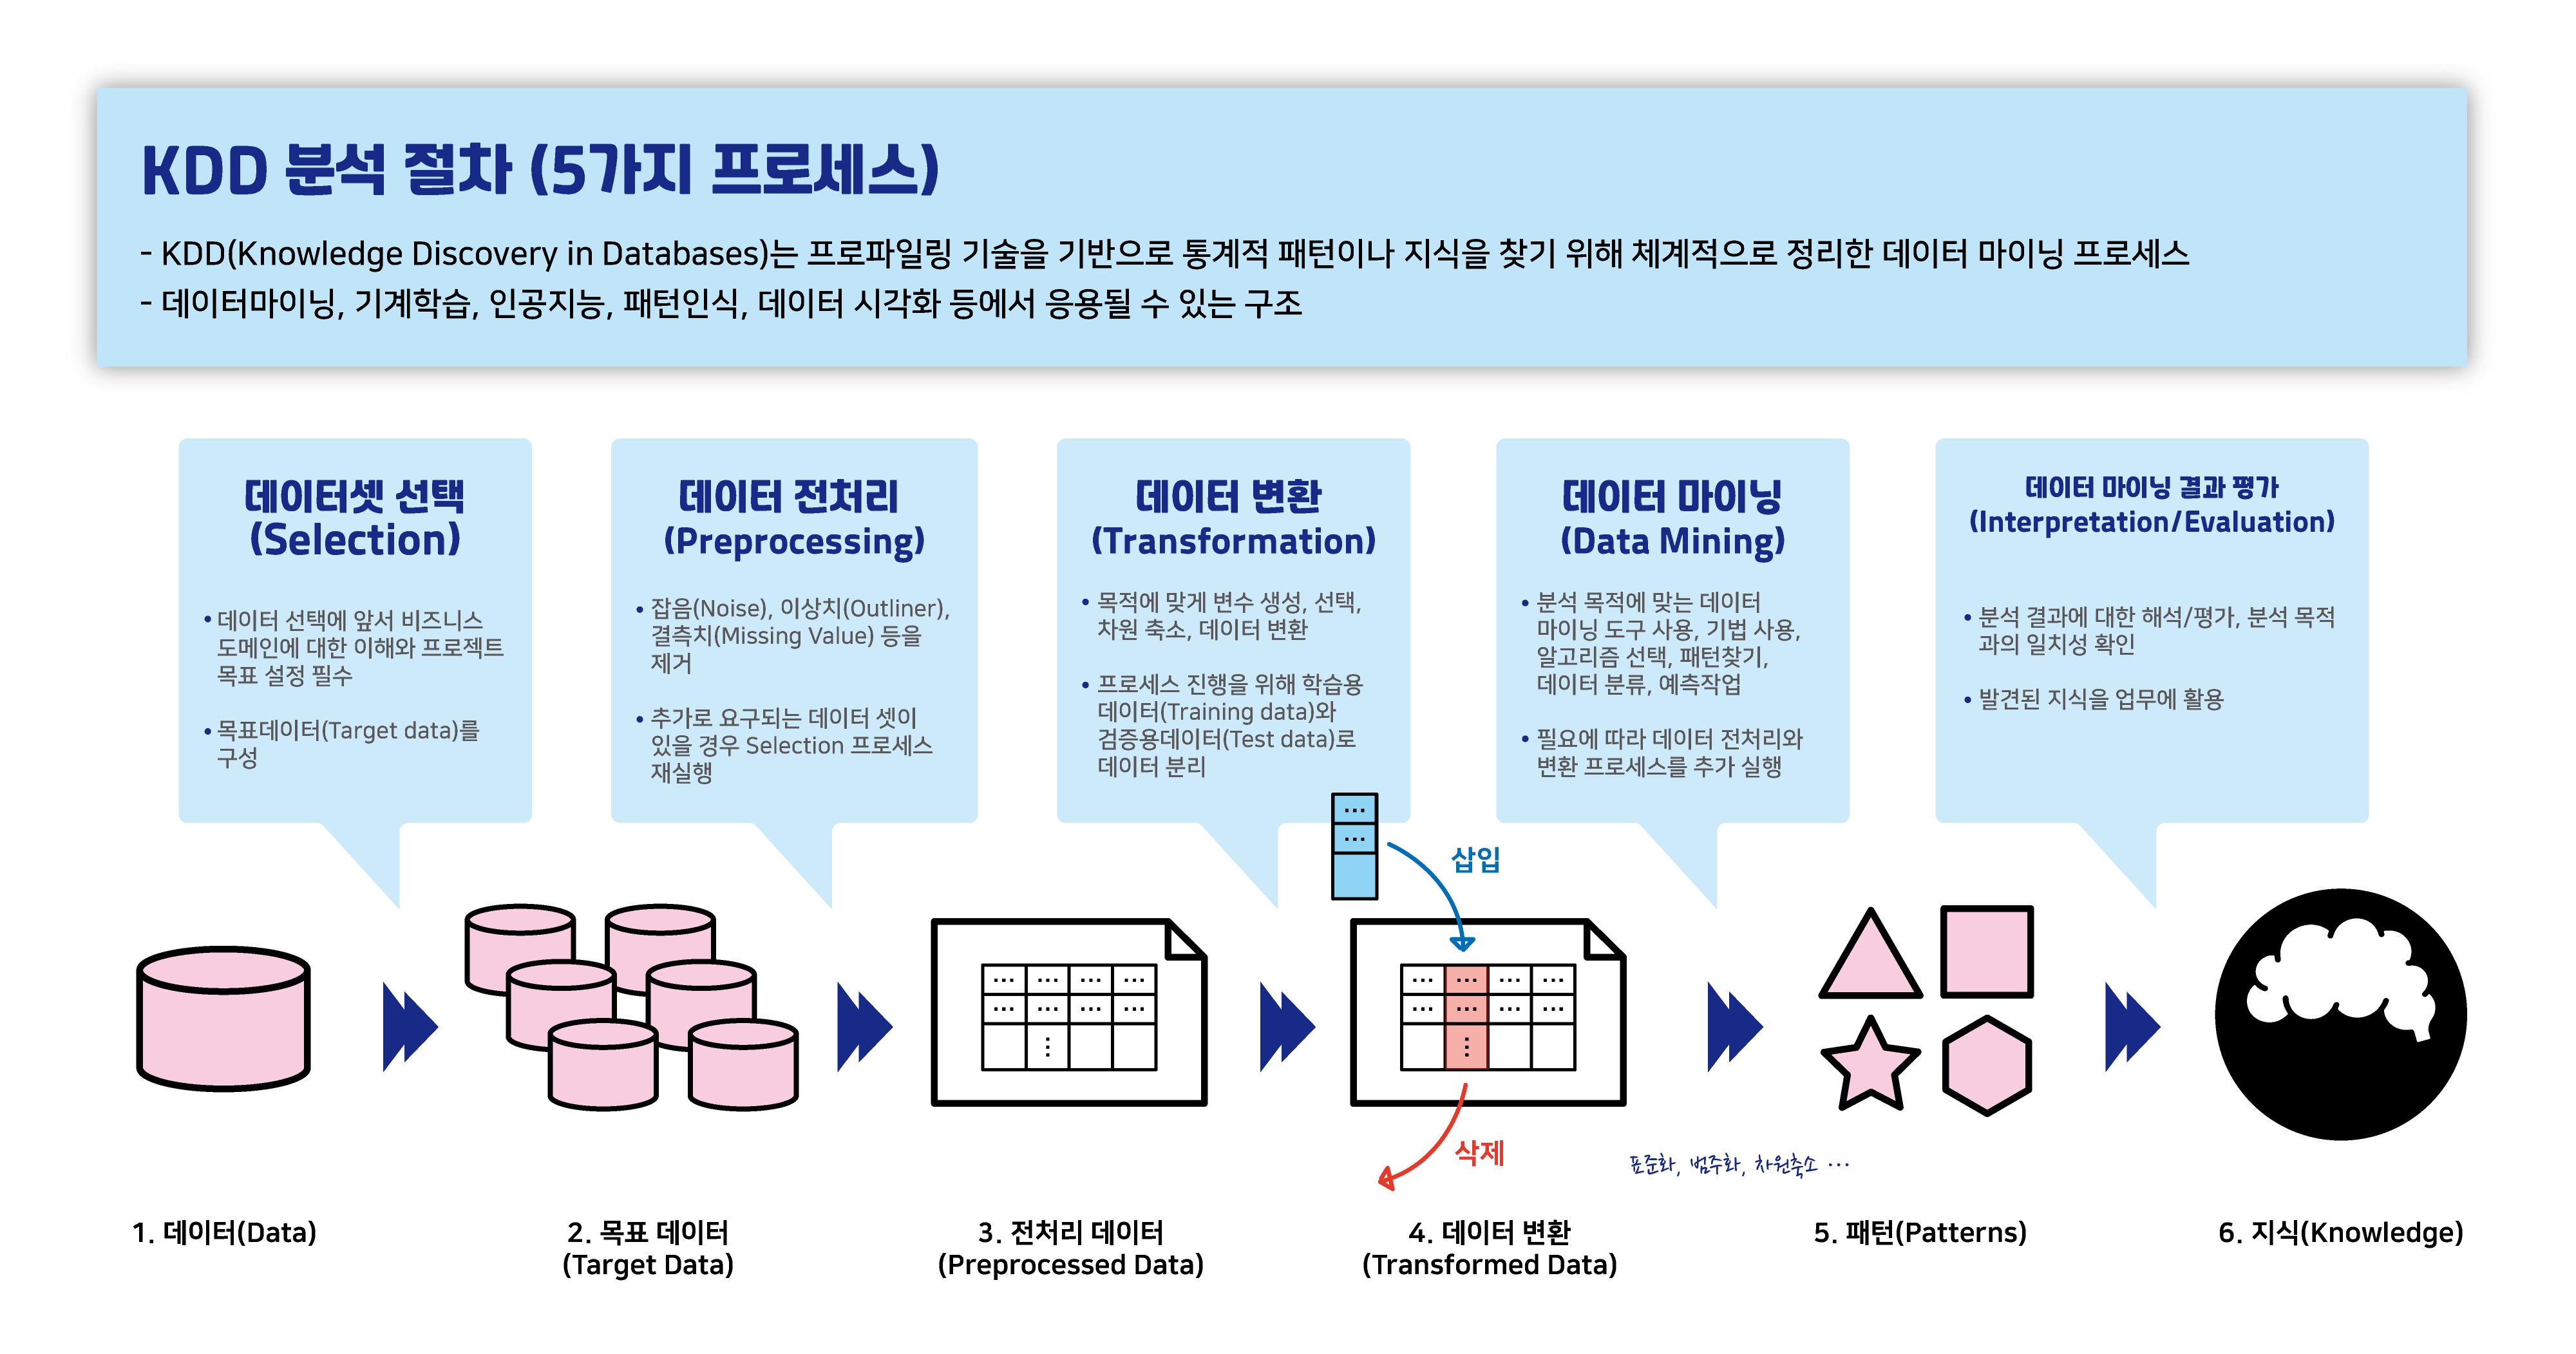 KDD 분석 절차 (5가지 프로세스)
- KDD(Knowledge Discovery in Databases)는 프로파일링 기술을 기반으로 통계적 패턴이나 지식을 찾기 위해 체계적으로 정리한 데이터 마이닝 프로세스
- 데이터마이닝, 기계학습, 인공지능, 패턴인식, 데이터 시각화 등에서 응용될 수 있는 구조
데이터셋 선택
(Selection)
• 데이터 선택에 앞서 비즈니스
도메인에 대한 이해와 프로젝트
목표 설정 필수
• 목표데이터(Target data)를
구성
데이터 전처리
(Preprocessing)
• 잡음(Noise), 이상치(Outliner),
결측치(Missing Value) 등을
제거
• 추가로 요구되는 데이터 셋이
있을 경우 Selection 프로세스
재실행
데이터 변환
(Transformation)
• 목적에 맞게 변수 생성, 선택,
차원 축소, 데이터 변환
• 프로세스 진행을 위해 학습용
데이터(Training data)와
검증용데이터(Test data)로
데이터 분리
데이터 마이닝
(Data Mining)
• 분석 목적에 맞는 데이터
마이닝 도구 사용, 기법 사용,
알고리즘 선택, 패턴찾기,
데이터 분류, 예측작업
• 필요에 따라 데이터 전처리와
변환 프로세스를 추가 실행
데이터 마이닝 결과 평가
(Interpretation/Evaluation)
• 분석 결과에 대한 해석/평가, 분석 목적
과의 일치성 확인
• 발견된 지식을 업무에 활용
삽입
삭제
표준화, 범주화, 차원축소 ...
1. 데이터(Data)
2. 목표 데이터
(Target Data)
3. 전처리 데이터
(Preprocessed Data)
4. 데이터 변환
(Transformed Data)
5. 패턴(Patterns)
6. 지식(Knowledge)